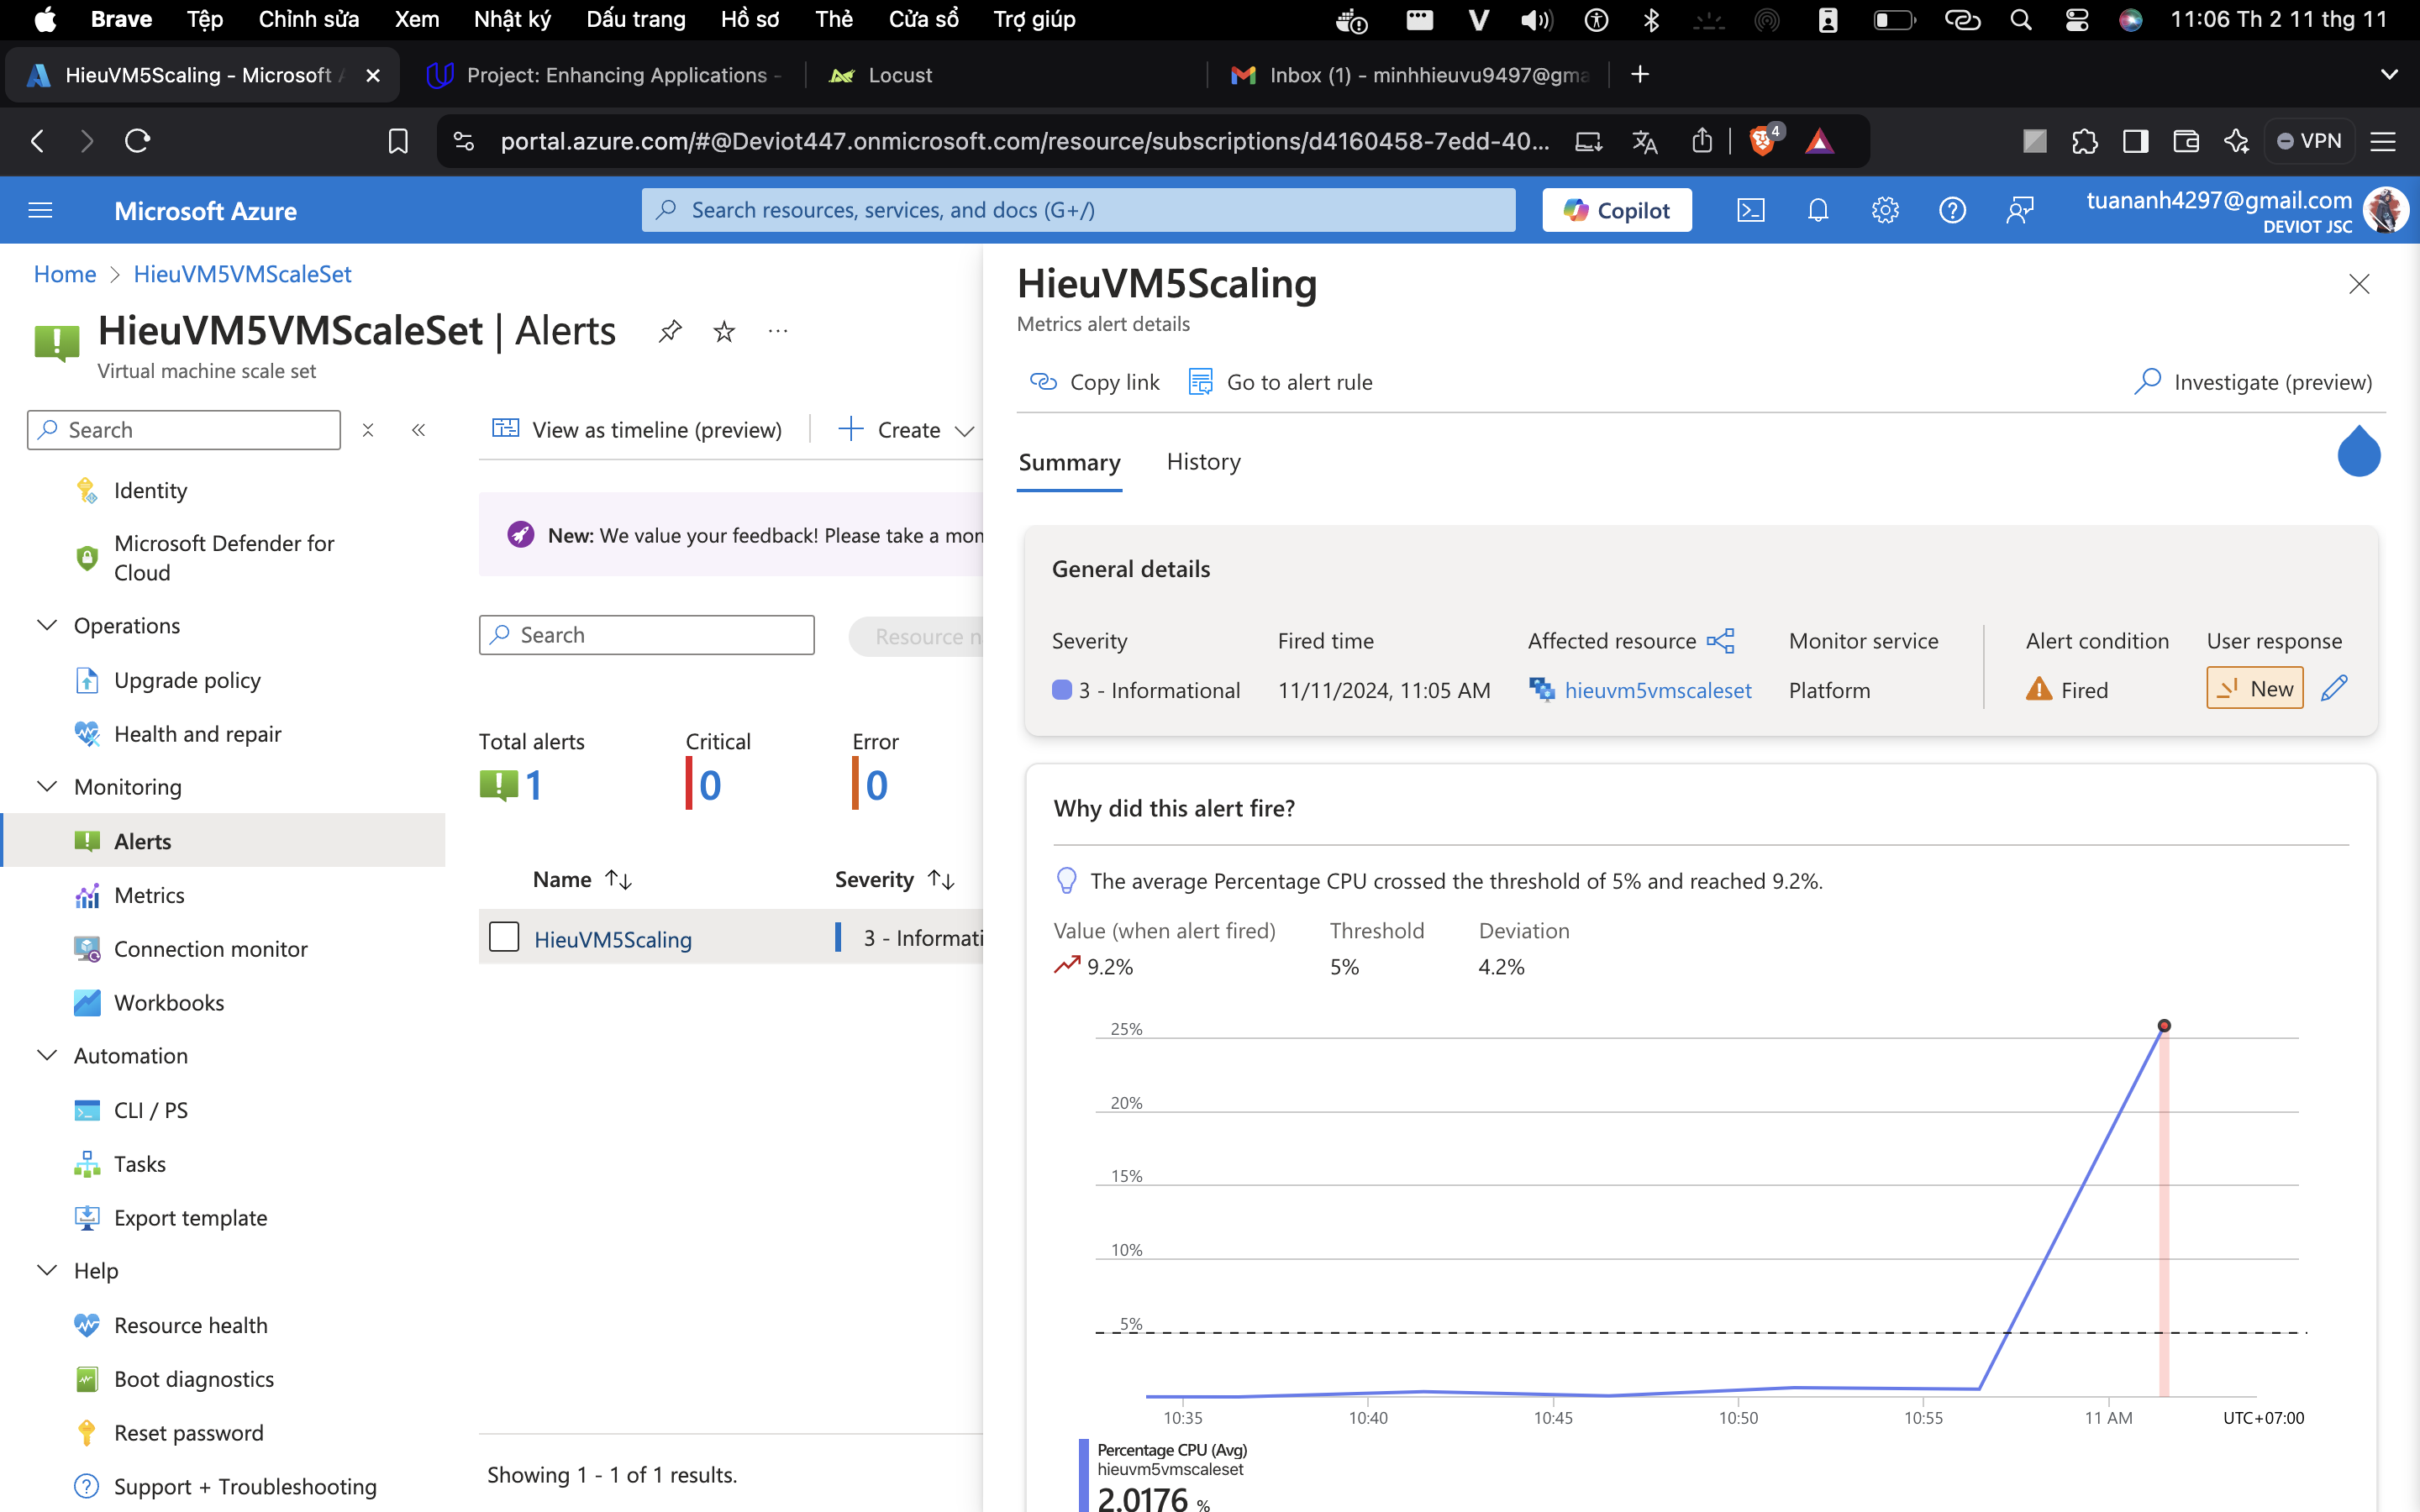 Brave Tệp Chỉnh sửa Xem Nhật ký Dấu trang Hồ sơ Thẻ Cửa sổ Trợ giúp 11:06 Th 2 11 thg 11
HieuVM5Scaling - Microsoft Project: Enhancing Applications - Locust Inbox (1) - minhhieuvu9497@gma
portal.azure.com/#@Deviot447.onmicrosoft.com/resource/subscriptions/d4160458-7edd-40... 4 VPN
Microsoft Azure Search resources, services, and docs (G+/) Copilot tuananh4297@gmail.com
DEVIOT JSC
Home > HieuVM5VMScaleSet
HieuVM5VMScaleSet | Alerts
Virtual machine scale set
Search
Identity
Microsoft Defender for
Cloud
Operations
Upgrade policy
Health and repair
Monitoring
Alerts
Metrics
Connection monitor
Workbooks
Automation
CLI / PS
Tasks
Export template
Help
Resource health
Boot diagnostics
Reset password
Support + Troubleshooting
View as timeline (preview) Create
New: We value your feedback! Please take a mon
Search Resource n
Total alerts Critical Error
1 0 0
Name Severity
HieuVM5Scaling 3 - Informati
Showing 1 - 1 of 1 results.
HieuVM5Scaling
Metrics alert details
Copy link Go to alert rule Investigate (preview)
Summary History
General details
Severity Fired time Affected resource Monitor service Alert condition User response
3 - Informational 11/11/2024, 11:05 AM hieuvm5vmscaleset Platform Fired New
Why did this alert fire?
The average Percentage CPU crossed the threshold of 5% and reached 9.2%.
Value (when alert fired) Threshold Deviation
9.2% 5% 4.2%
25%
20%
15%
10%
5%
10:35 10:40 10:45 10:50 10:55 11 AM UTC+07:00
Percentage CPU (Avg)
hieuvm5vmscaleset
2.0176 %